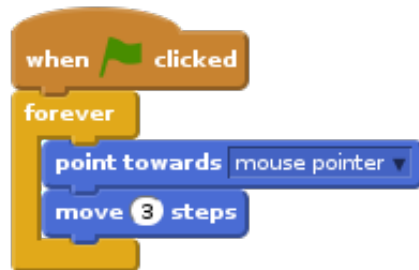 when clicked
forever
point towards mouse pointer
move 3 steps